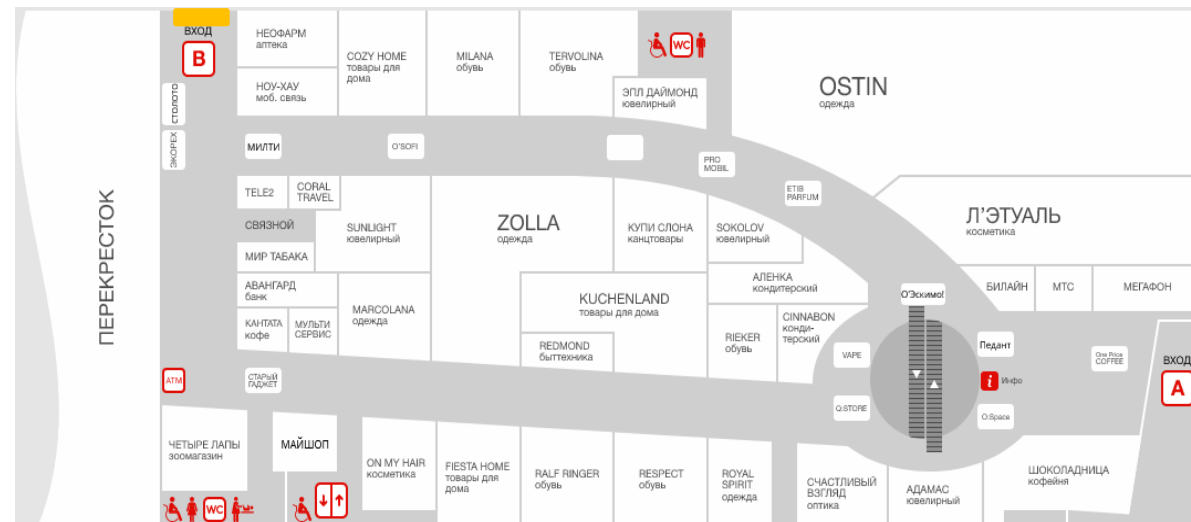 ВХОД
B
НЕОФАРМ
аптека
НОУ-ХАУ
моб. связь
COZY HOME
товары для
дома
MILANA
обувь
TERVOLINA
обувь
WC
ЭПЛ ДАЙМОНД
ювелирный
OSTIN
одежда
СТОЛОТО
ЭКОРЕХ
МИЛТИ
O'SOFI
PRO
MOBIL
ETIB
PARFUM
ПЕРЕКРЕСТОК
TELE2
CORAL
TRAVEL
СВЯЗНОЙ
МИР ТАБАКА
SUNLIGHT
ювелирный
ZOLLA
одежда
КУПИ СЛОНА
канцтовары
SOKOLOV
ювелирный
Л'ЭТУАЛЬ
косметика
АВАНГАРД
банк
КАНТАТА
кофе
МУЛЬТИ
СЕРВИС
MARCOLANA
одежда
KUCHENLAND
товары для дома
REDMOND
быттехника
АЛЕНКА
кондитерский
RIEKER
обувь
CINNABON
конди-
терский
О'Эскимо!
БИЛАЙН
МТС
МЕГАФОН
VAPE
Педант
One Price
COFFEE
ВХОД
A
i
Инфо
Q:STORE
O:Space
ATM
СТАРЫЙ
ГАДЖЕТ
ЧЕТЫРЕ ЛАПЫ
зоомагазин
МАЙШОП
ON MY HAIR
косметика
FIESTA HOME
товары для
дома
RALF RINGER
обувь
RESPECT
обувь
ROYAL
SPIRIT
одежда
СЧАСТЛИВЫЙ
ВЗГЛЯД
оптика
АДАМАС
ювелирный
ШОКОЛАДНИЦА
кофейня
WC